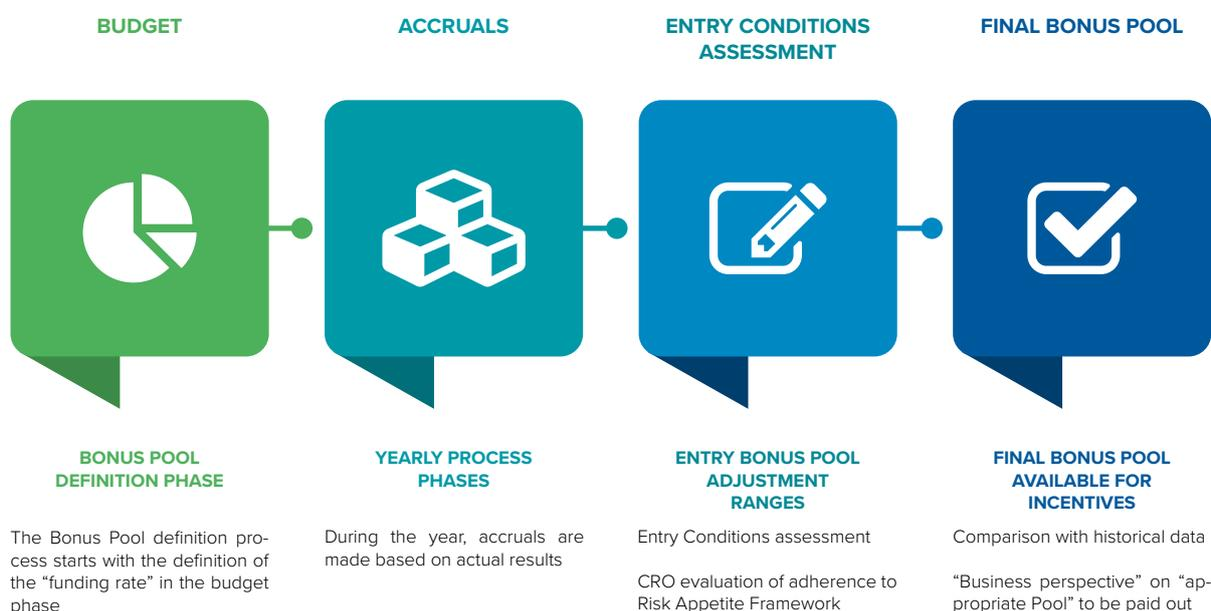 BUDGET
ACCRUALS
ENTRY CONDITIONS
ASSESSMENT
FINAL BONUS POOL
BONUS POOL
DEFINITION PHASE
The Bonus Pool definition pro-
cess starts with the definition of
the “funding rate” in the budget
phase
YEARLY PROCESS
PHASES
During the year, accruals are
made based on actual results
ENTRY BONUS POOL
ADJUSTMENT
RANGES
Entry Conditions assessment
CRO evaluation of adherence to
Risk Appetite Framework
FINAL BONUS POOL
AVAILABLE FOR
INCENTIVES
Comparison with historical data
“Business perspective” on “ap-
propriate Pool” to be paid out